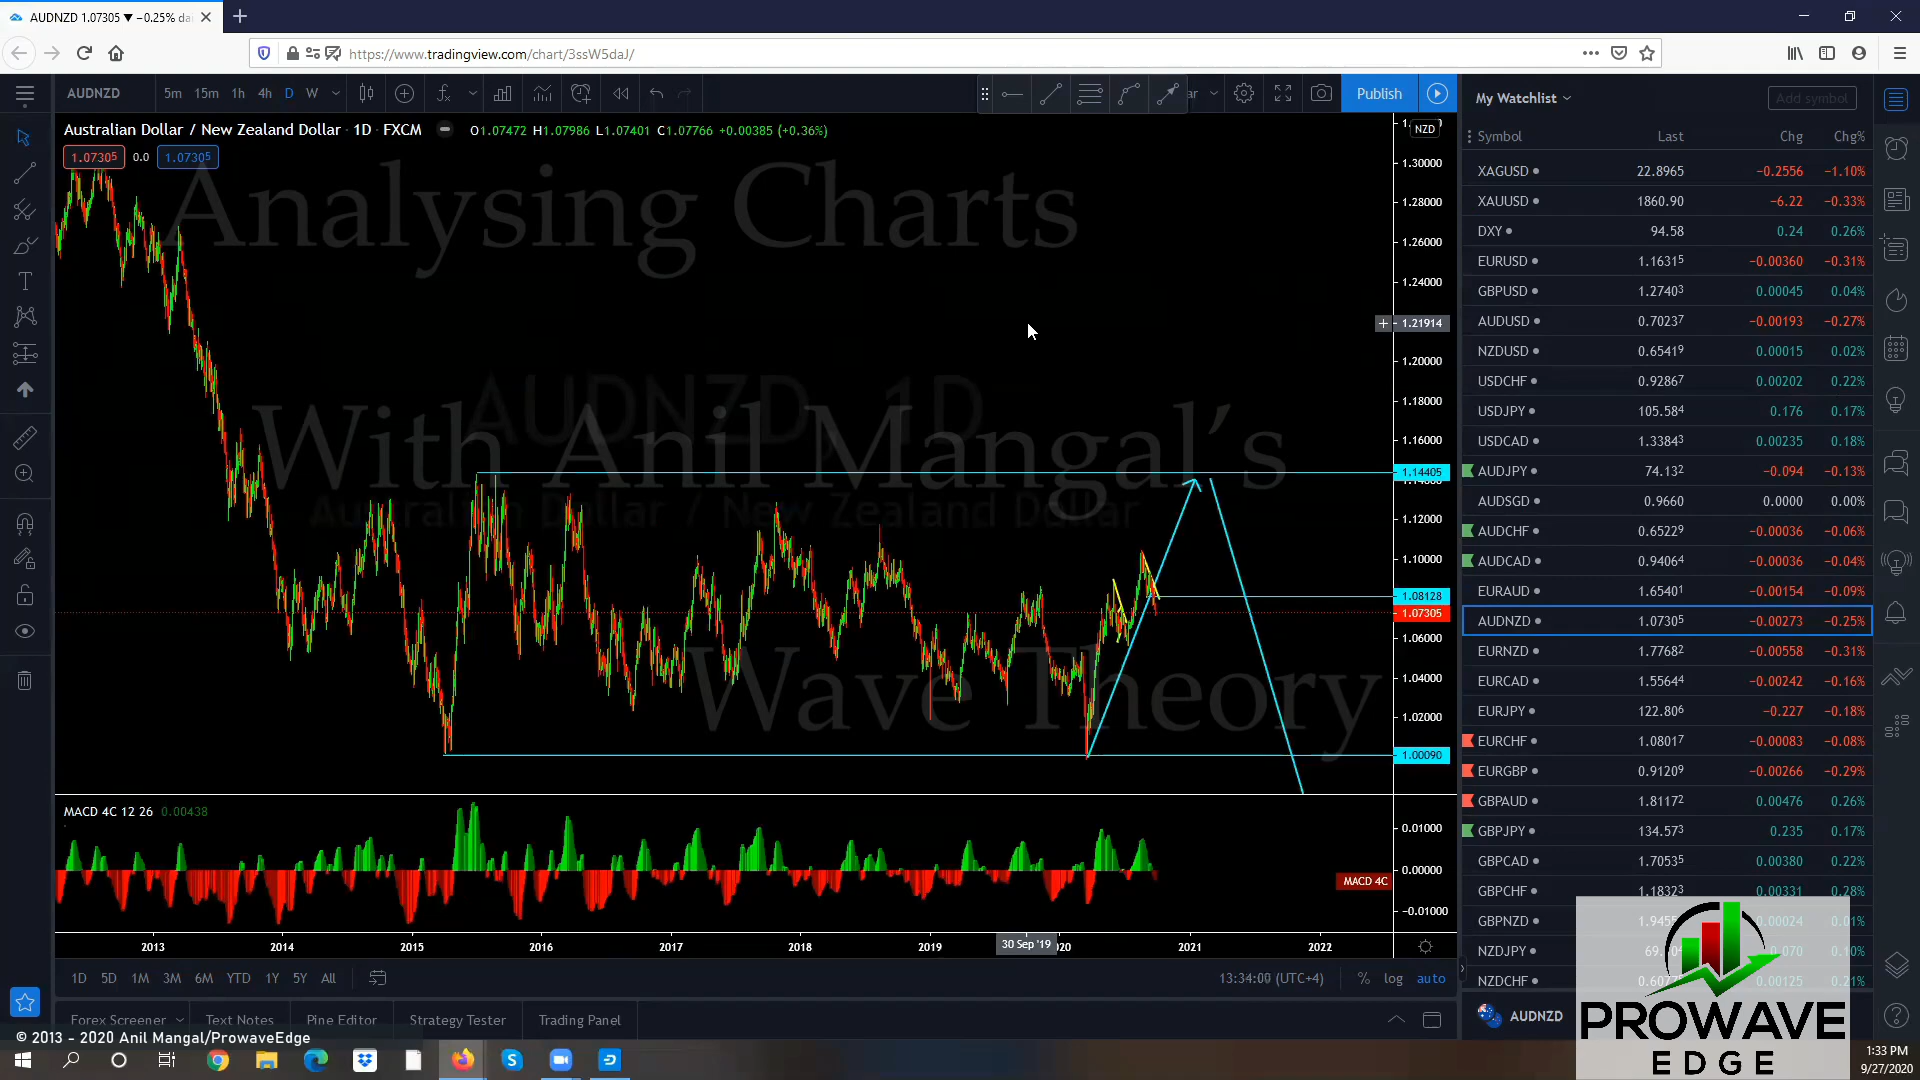 AUDNZD 1.07305 ▼ −0.25% da
https://www.tradingview.com/chart/3ssW5daJ/
AUDNZD 5m 15m 1h 4h D W
Publish
Australian Dollar / New Zealand Dollar · 1D · FXCM O1.07472 H1.07986 L1.07401 C1.07766 +0.00385 (+0.36%)
1.07305 0.0 1.07305
NZD
Analysing Charts
With Anil Mangal's
Wave Theory
AUDNZD 1D
Australian Dollar / New Zealand Dollar
1.30000
1.28000
1.26000
1.24000
1.21914
1.20000
1.18000
1.16000
1.14405
1.12000
1.10000
1.08128
1.07305
1.06000
1.04000
1.02000
1.00090
MACD 4C 12 26 0.00438
0.01000
0.00000
MACD 4C
−0.01000
2013 2014 2015 2016 2017 2018 2019 30 Sep '19 2021 2022
1D 5D 1M 3M 6M YTD 1Y 5Y All
13:34:00 (UTC+4) % log auto
Forex Screener Text Notes Pine Editor Strategy Tester Trading Panel
© 2013 - 2020 Anil Mangal/ProwaveEdge
My Watchlist Add symbol
Symbol Last Chg Chg%
XAGUSD 22.8965 −0.2556 −1.10%
XAUUSD 1860.90 −6.22 −0.33%
DXY 94.58 0.24 0.26%
EURUSD 1.16315 −0.00360 −0.31%
GBPUSD 1.27403 0.00045 0.04%
AUDUSD 0.70237 −0.00193 −0.27%
NZDUSD 0.65419 0.00015 0.02%
USDCHF 0.92867 0.00202 0.22%
USDJPY 105.584 0.176 0.17%
USDCAD 1.33843 0.00235 0.18%
AUDJPY 74.132 −0.094 −0.13%
AUDSGD 0.9660 0.0000 0.00%
AUDCHF 0.65229 −0.00036 −0.06%
AUDCAD 0.94064 −0.00036 −0.04%
EURAUD 1.65401 −0.00154 −0.09%
AUDNZD 1.07305 −0.00273 −0.25%
EURNZD 1.77682 −0.00558 −0.31%
EURCAD 1.55644 −0.00242 −0.16%
EURJPY 122.806 −0.227 −0.18%
EURCHF 1.08017 −0.00083 −0.08%
EURGBP 0.91209 −0.00266 −0.29%
GBPAUD 1.81172 0.00476 0.26%
GBPJPY 134.573 0.235 0.17%
GBPCAD 1.70535 0.00380 0.22%
GBPCHF 1.18323 0.00331 0.28%
GBPNZD
NZDJPY
NZDCHF
AUDNZD
PROWAVE
EDGE
1:33 PM
9/27/2020